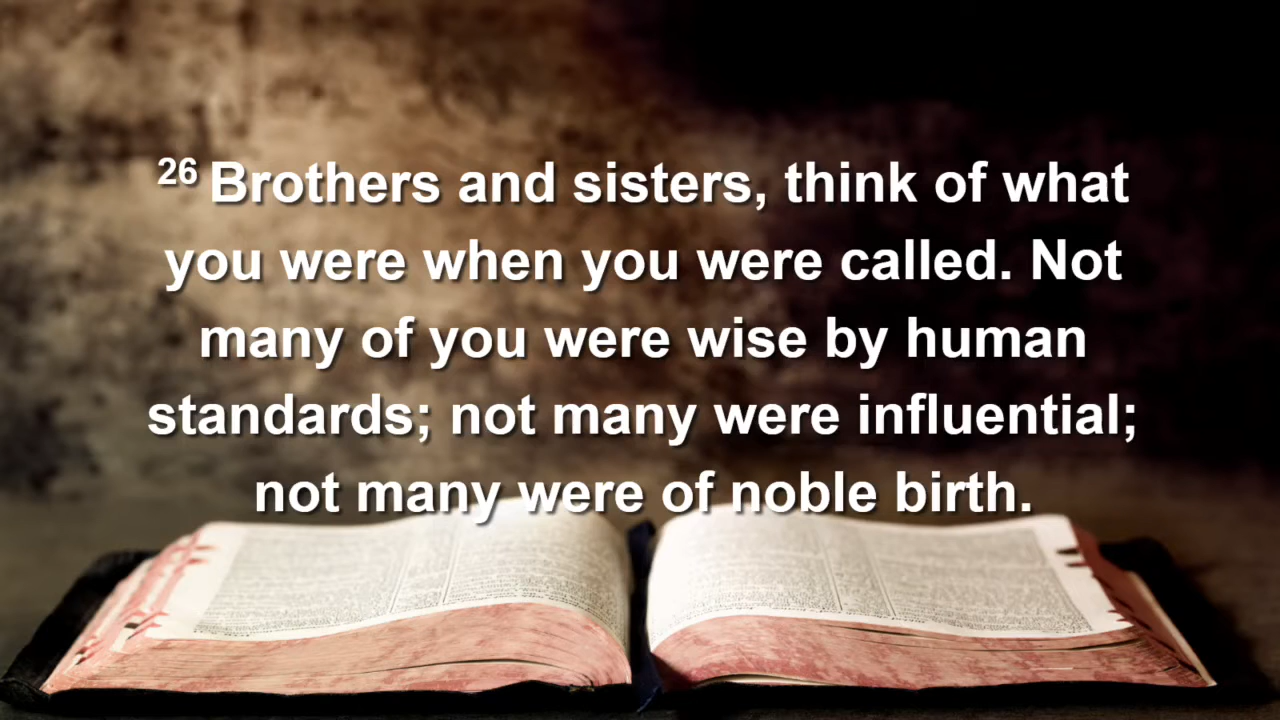 26 Brothers and sisters, think of what
you were when you were called. Not
many of you were wise by human
standards; not many were influential;
not many were of noble birth.